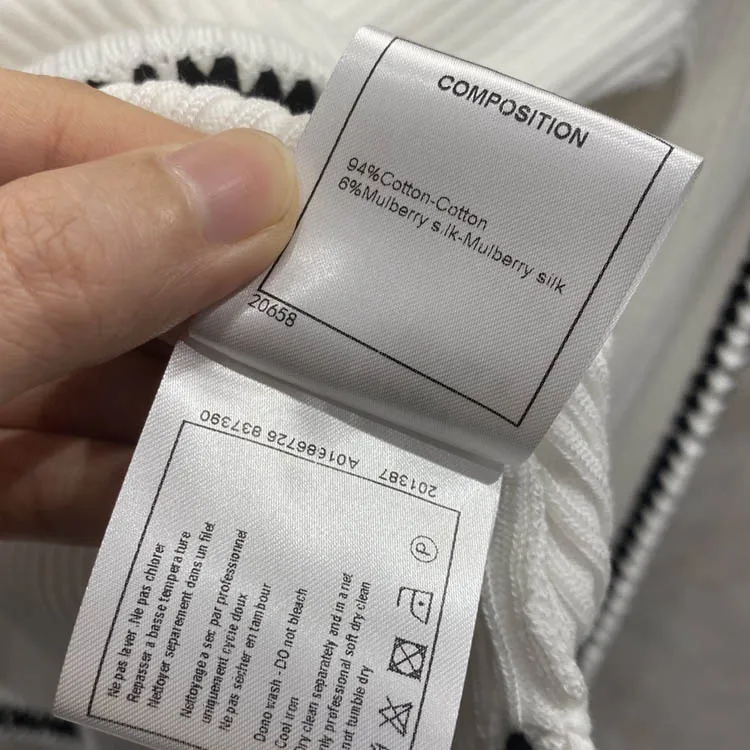 COMPOSITION
94%Cotton-Cotton
6%Mulberry silk-Mulberry silk
20658
201387 A01686726 837390
Ne pas laver .Ne pas chlorer
Repasser a basse temperature
Nettoyer separement dans un filet
Nettoyage a sec par professionnel
uniquement cycle doux
Ne pas secher en tambour
Dono wash - DO not bleach
Cool iron
Dry clean separately and in a net
only professional soft dry clean
not tumble dry
P